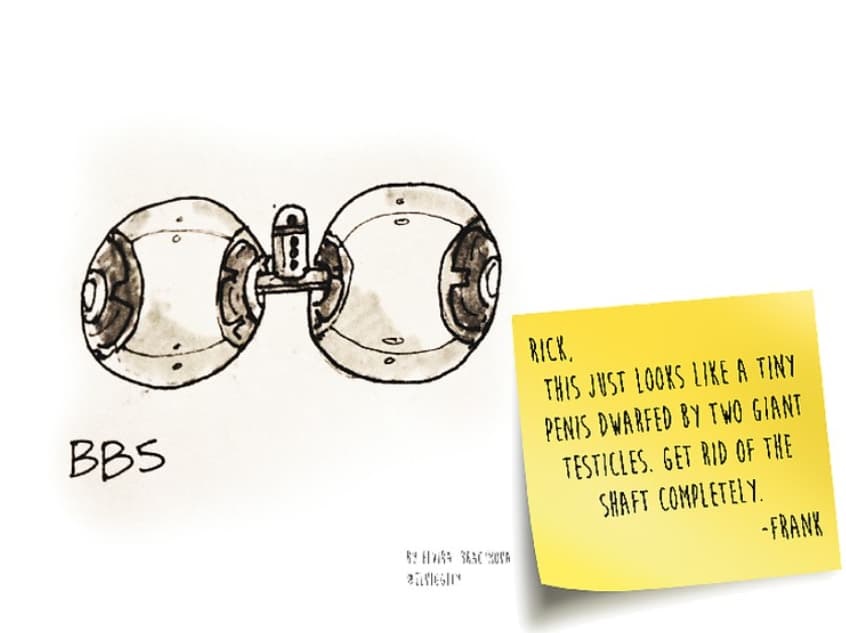 BB5
RICK,
THIS JUST LOOKS LIKE A TINY
PENIS DWARFED BY TWO GIANT
TESTICLES. GET RID OF THE
SHAFT COMPLETELY.
-FRANK
BY